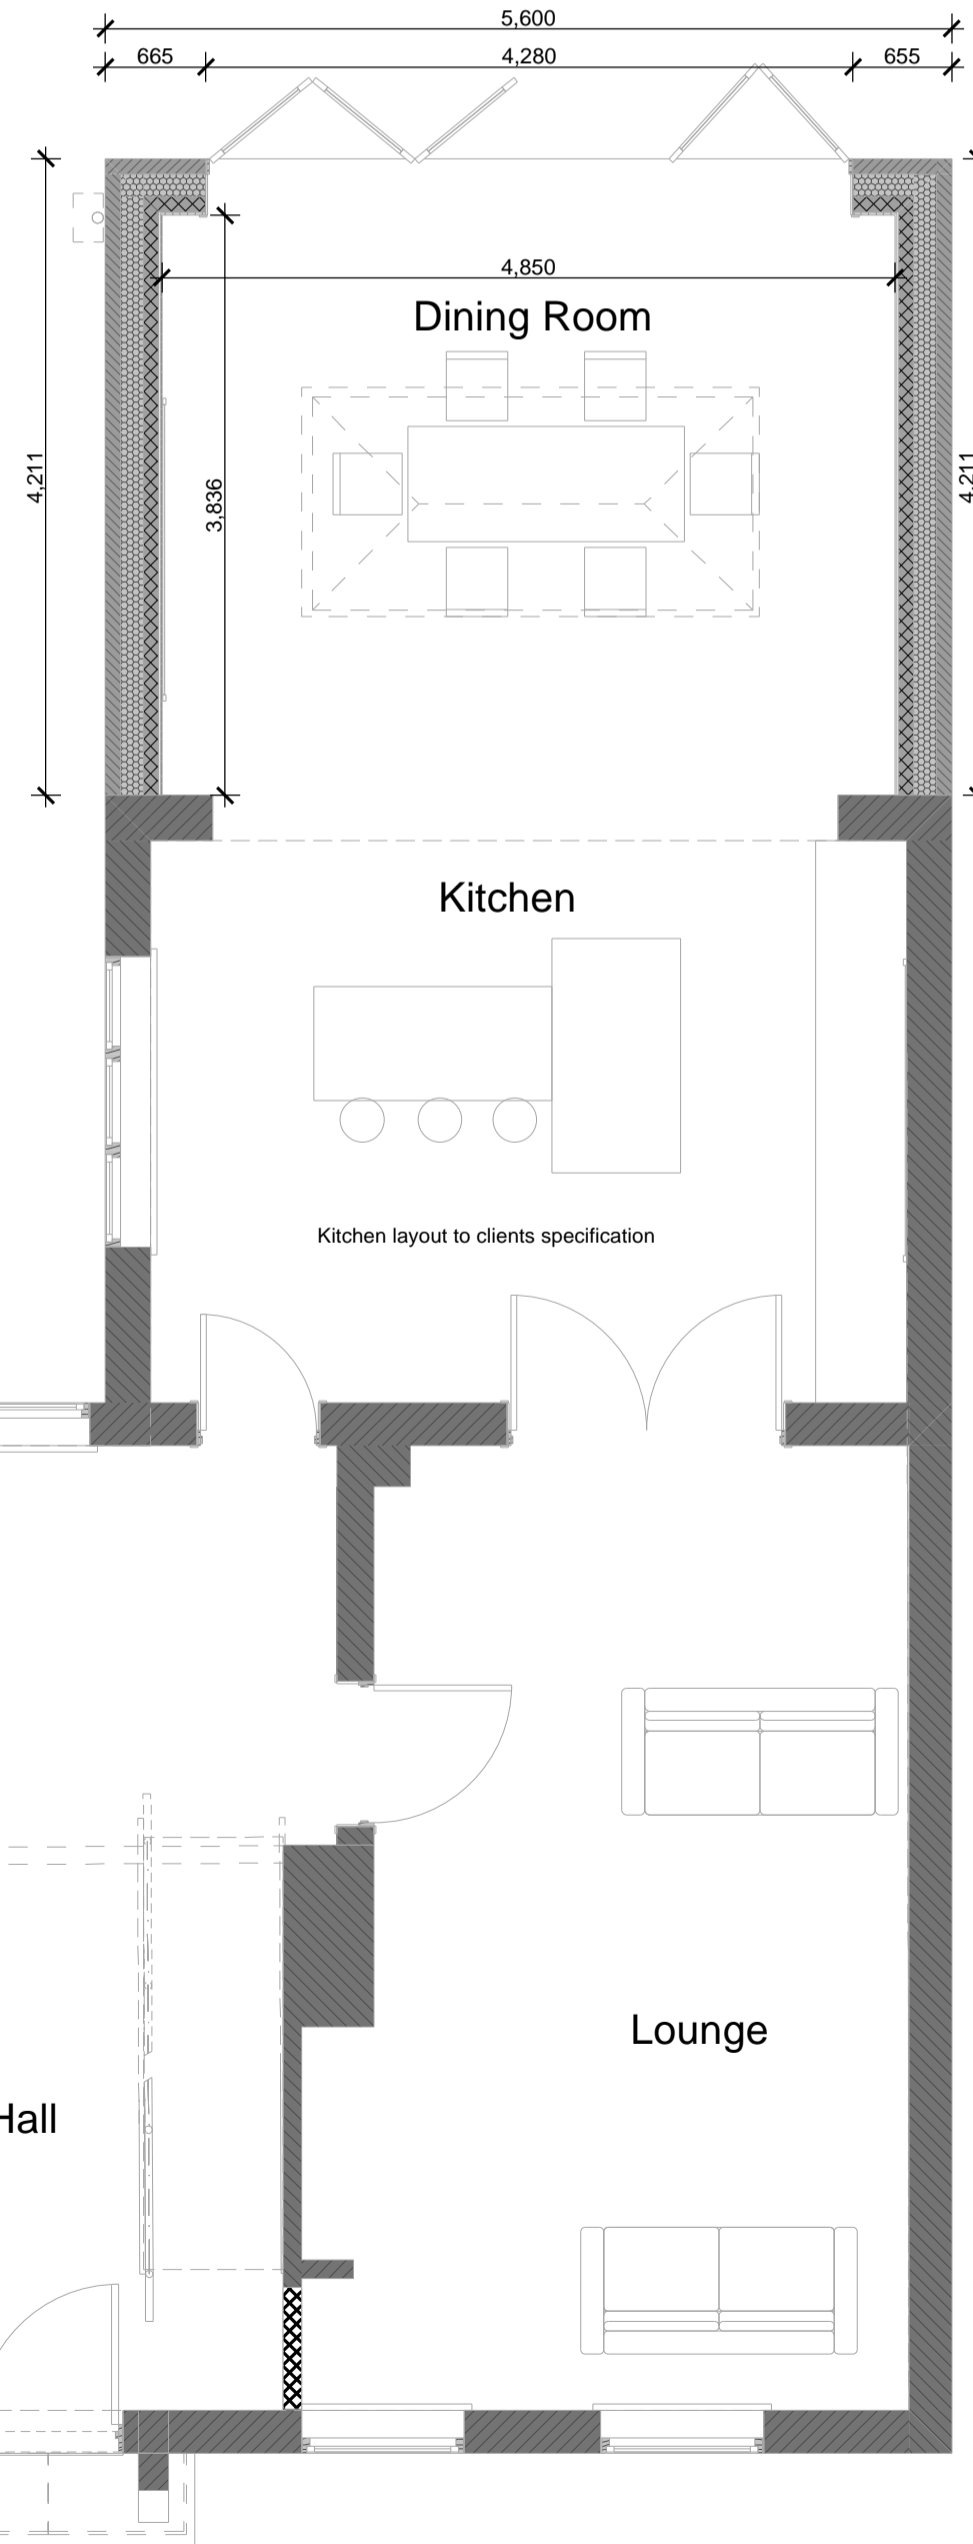 5,600
665
4,280
655
4,850
Dining Room
4,211
3,836
4,211
Kitchen
Kitchen layout to clients specification
Lounge
Hall